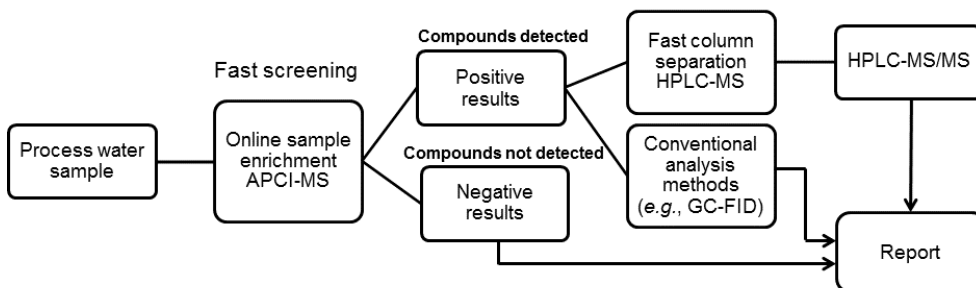 Process water
sample
Fast screening
Online sample
enrichment
APCI-MS
Compounds detected
Positive
results
Compounds not detected
Negative
results
Fast column
separation
HPLC-MS
Conventional
analysis
methods
(e.g., GC-FID)
HPLC-MS/MS
Report